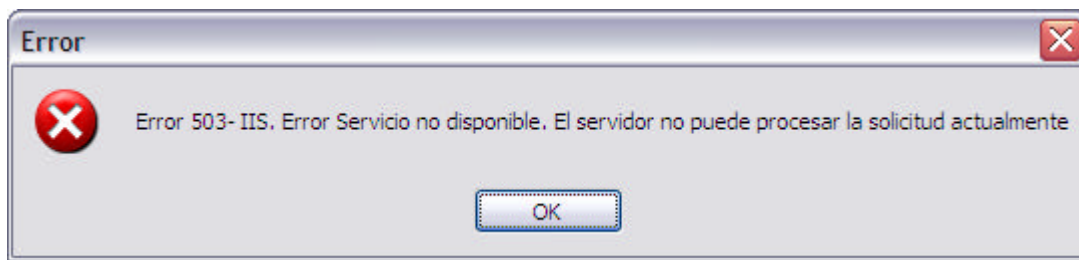 Error
Error 503- IIS. Error Servicio no disponible. El servidor no puede procesar la solicitud actualmente
OK